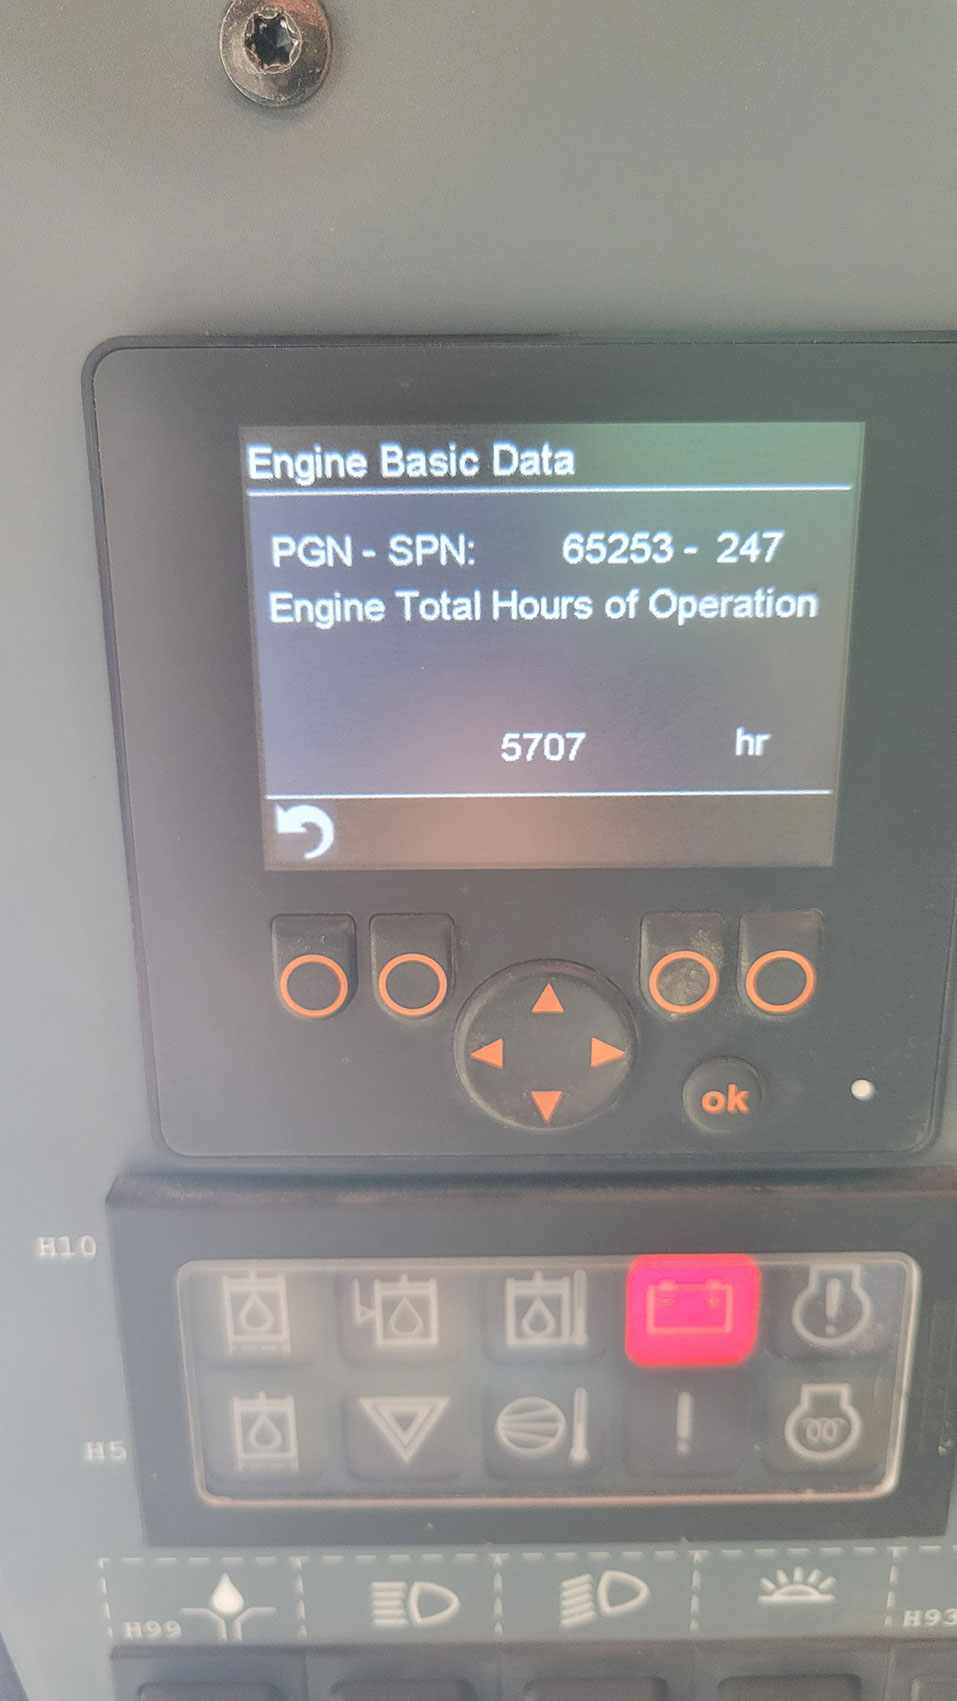 Engine Basic Data
PGN - SPN: 65253 - 247
Engine Total Hours of Operation
5707 hr
ok
H10
H5
H99
H93